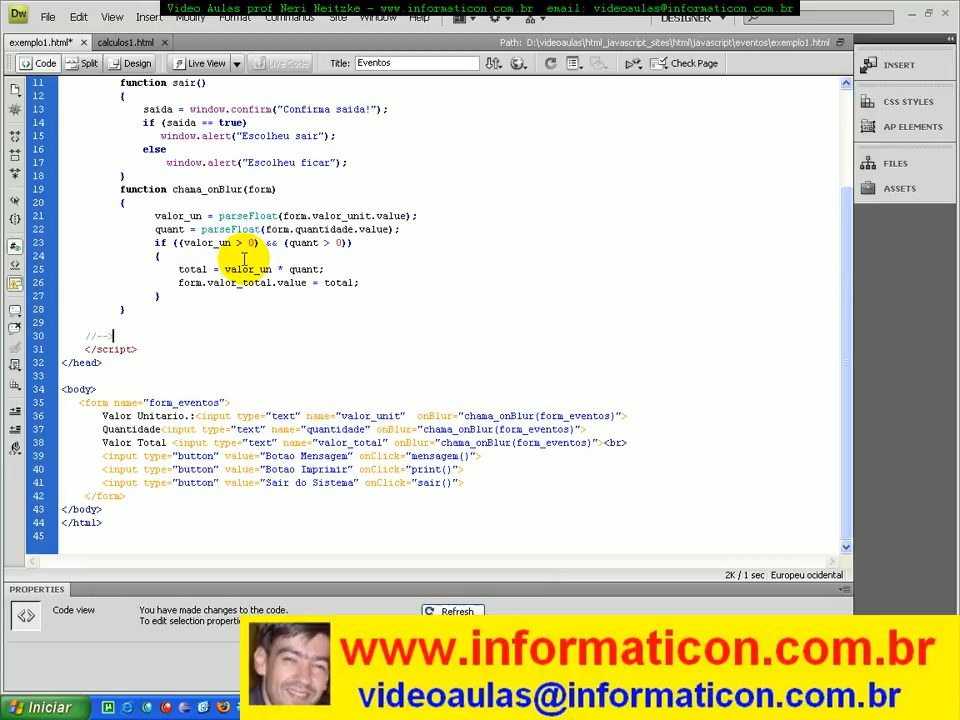 Video Aulas prof Neri Neitzke - www.informaticon.com.br email: videoaulas@informaticon.com.br
Dw File Edit View Insert Modify Format Commands Site Window Help DESIGNER
exemplo1.html* calculos1.html Path: D:\videoaulas\html_javascript_sites\html\javascript\eventos\exemplo1.html
Code Split Design Live View Live Code Title: Eventos Check Page
INSERT
CSS STYLES
AP ELEMENTS
FILES
ASSETS
11 function sair()
12 {
13 saida = window.confirm("Confirma saida!");
14 if (saida == true)
15 window.alert("Escolheu sair");
16 else
17 window.alert("Escolheu ficar");
18 }
19 function chama_onBlur(form)
20 {
21 valor_un = parseFloat(form.valor_unit.value);
22 quant = parseFloat(form.quantidade.value);
23 if ((valor_un > 0) && (quant > 0))
24 {
25 total = valor_un * quant;
26 form.valor_total.value = total;
27 }
28 }
29
30 //-->
31 </script>
32 </head>
33
34 <body>
35 <form name="form_eventos">
36 Valor Unitario.:<input type="text" name="valor_unit" onBlur="chama_onBlur(form_eventos)">
37 Quantidade<input type="text" name="quantidade" onBlur="chama_onBlur(form_eventos)">
38 Valor Total <input type="text" name="valor_total" onBlur="chama_onBlur(form_eventos)"><br>
39 <input type="button" value="Botao Mensagem" onClick="mensagem()">
40 <input type="button" value="Botao Imprimir" onClick="print()">
41 <input type="button" value="Sair do Sistema" onClick="sair()">
42 </form>
43 </body>
44 </html>
45
2K / 1 sec Europeu ocidental
PROPERTIES
Code view You have made changes to the code. Refresh
To edit selection properti
www.informaticon.com.br
videoaulas@informaticon.com.br
Iniciar